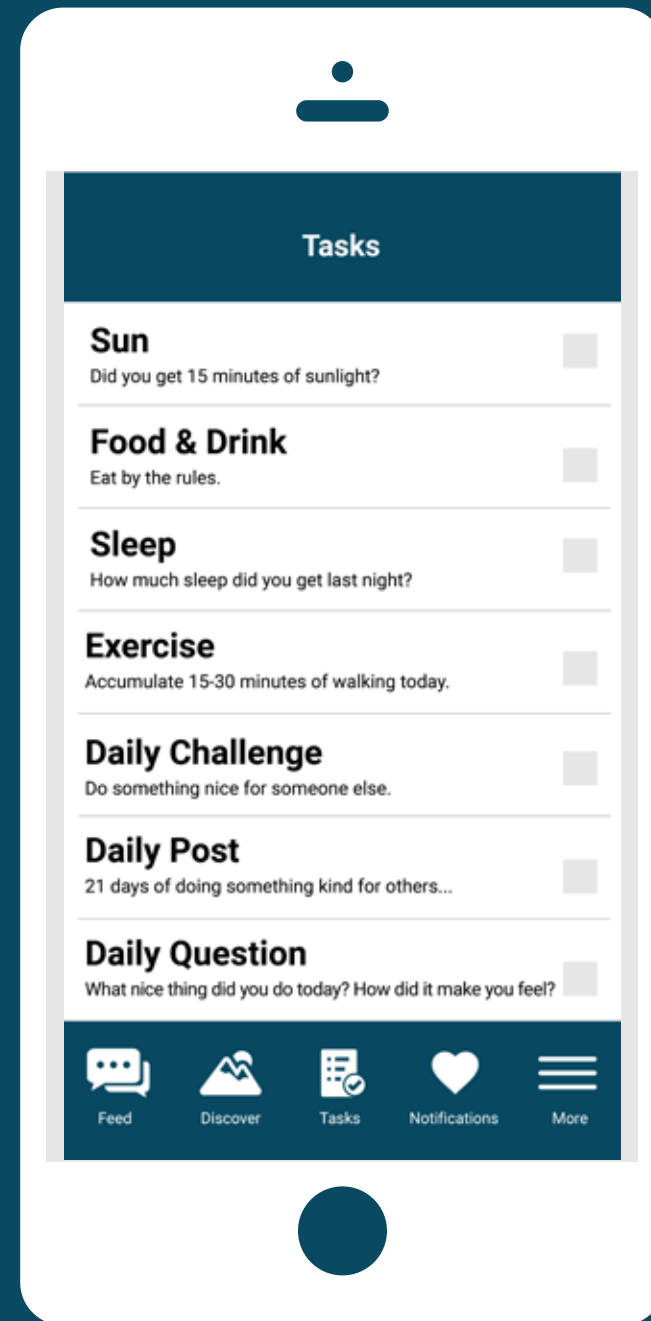 Tasks
Sun
Did you get 15 minutes of sunlight?
Food & Drink
Eat by the rules.
Sleep
How much sleep did you get last night?
Exercise
Accumulate 15-30 minutes of walking today.
Daily Challenge
Do something nice for someone else.
Daily Post
21 days of doing something kind for others...
Daily Question
What nice thing did you do today? How did it make you feel?
Feed
Discover
Tasks
Notifications
More